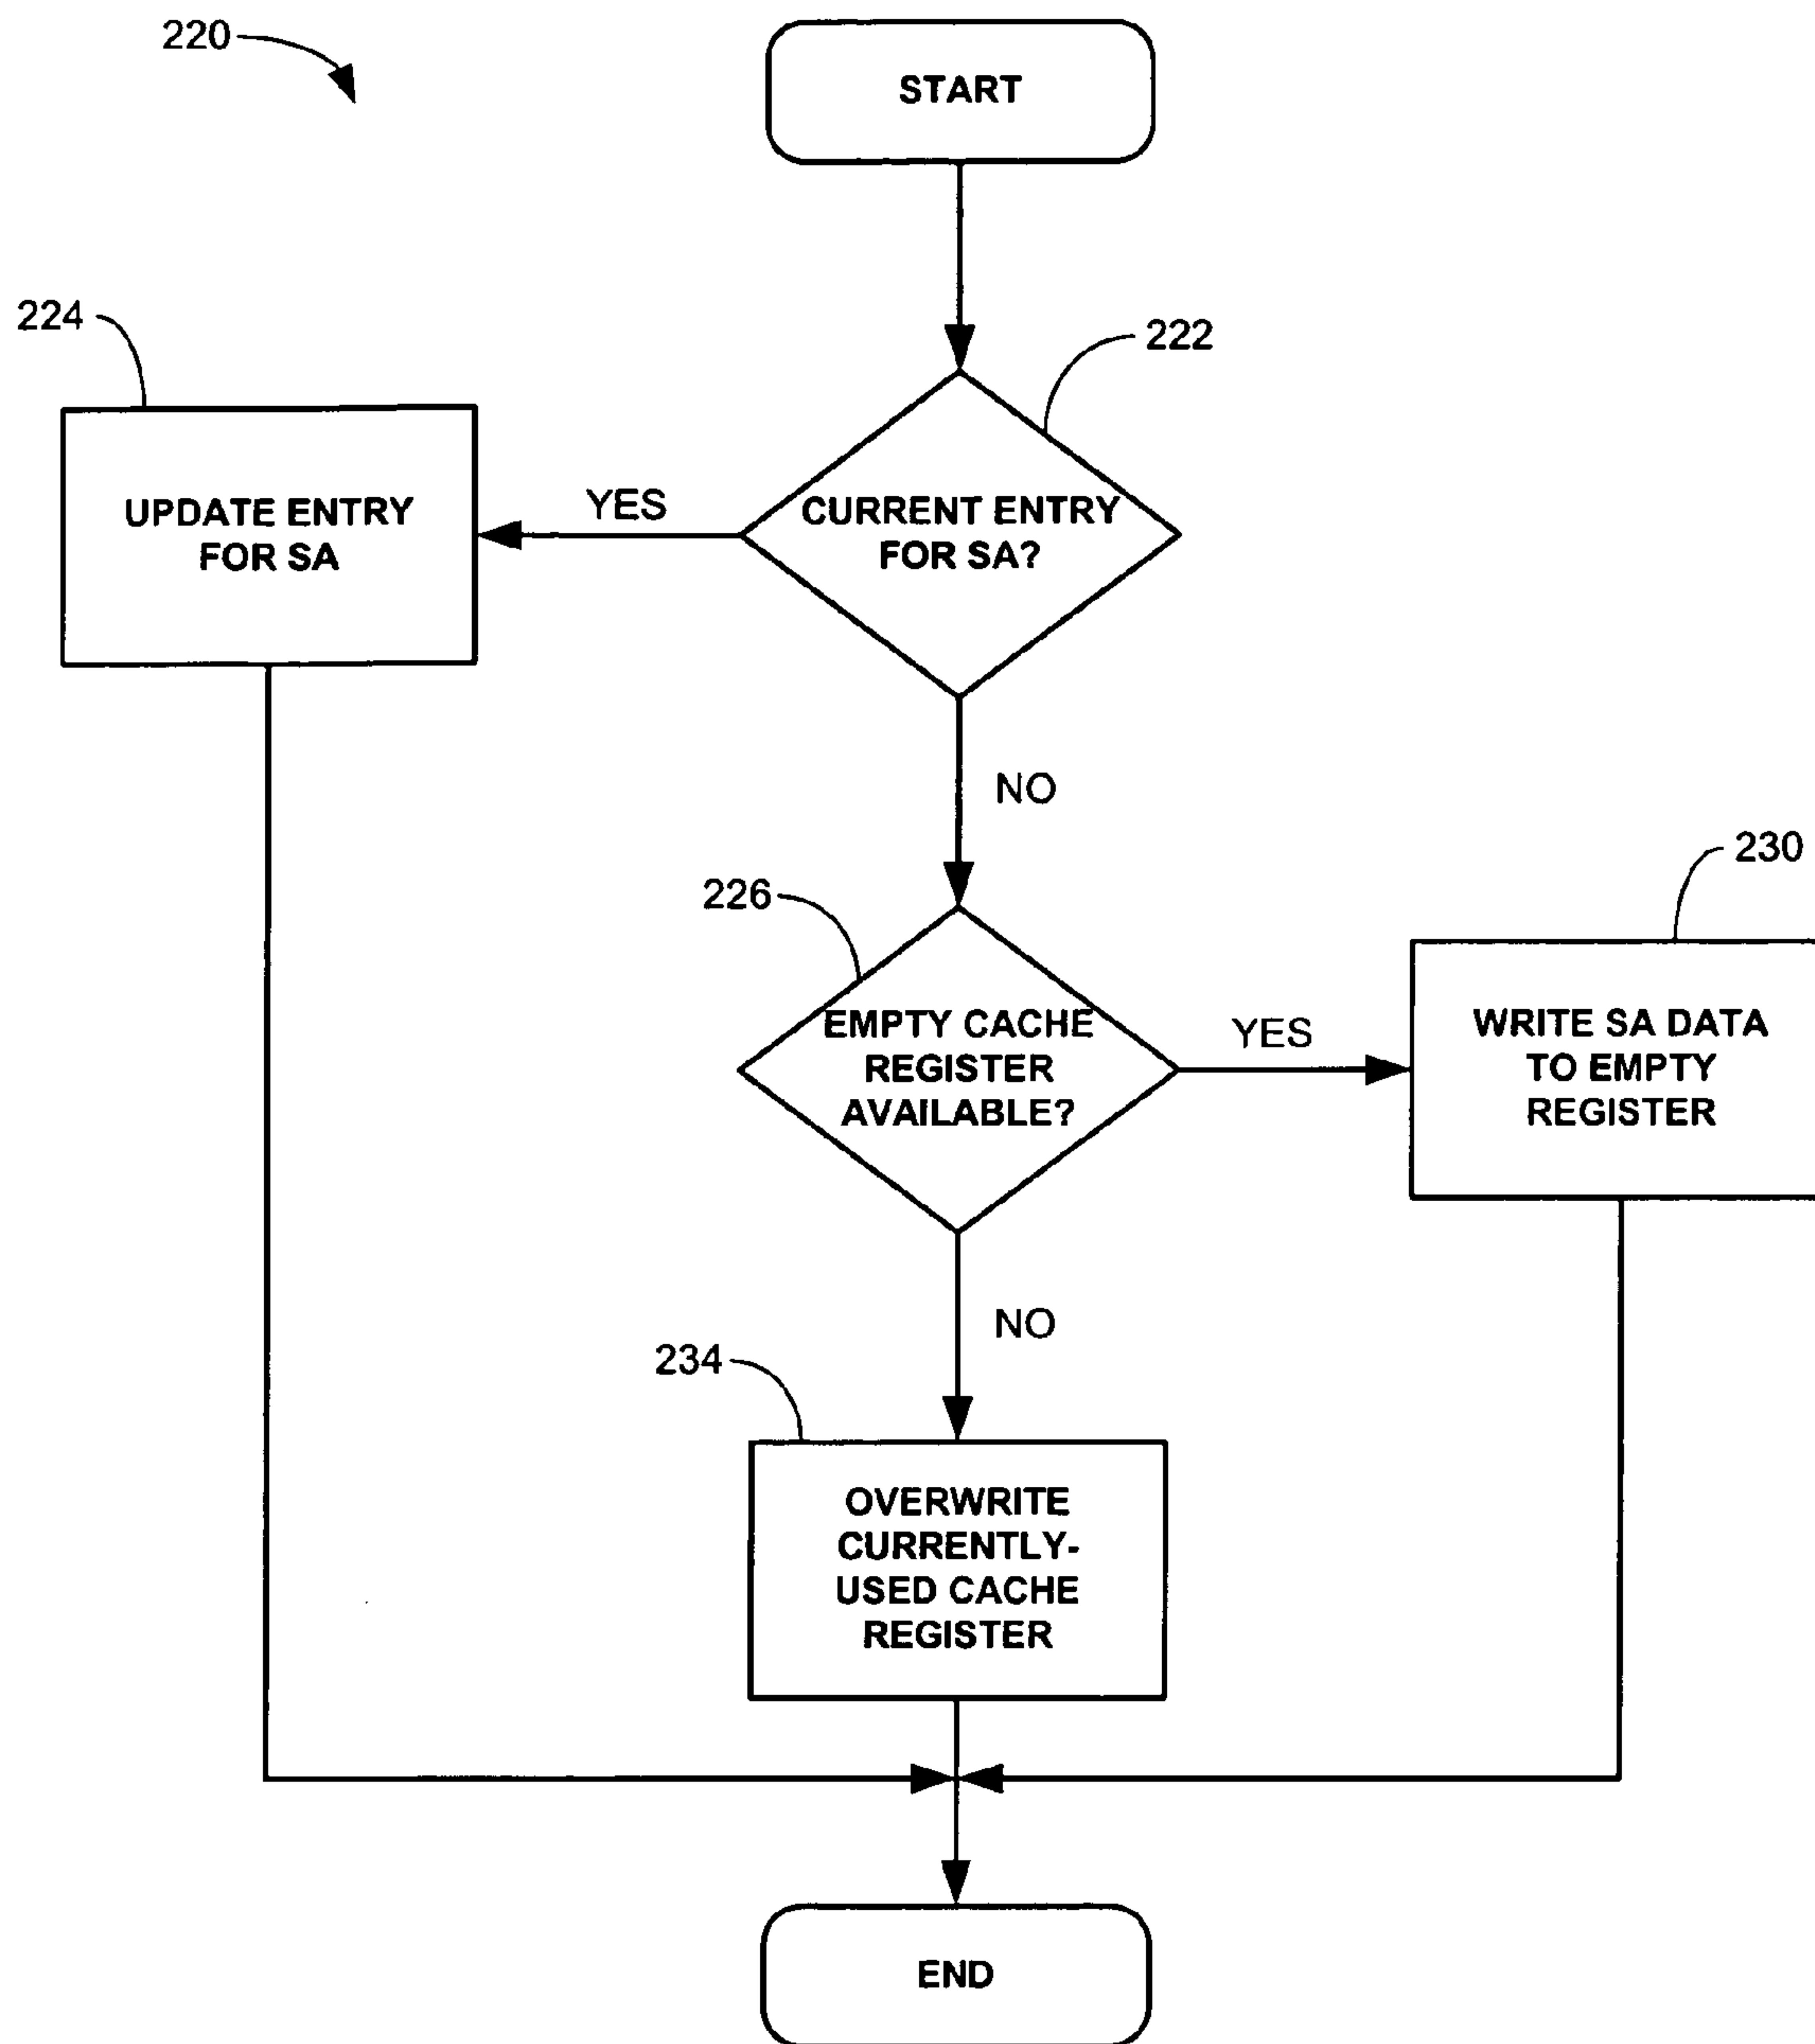 220
START
224
222
UPDATE ENTRY
FOR SA
YES
CURRENT ENTRY
FOR SA?
NO
230
226
EMPTY CACHE
REGISTER
AVAILABLE?
YES
WRITE SA DATA
TO EMPTY
REGISTER
NO
234
OVERWRITE
CURRENTLY-
USED CACHE
REGISTER
END